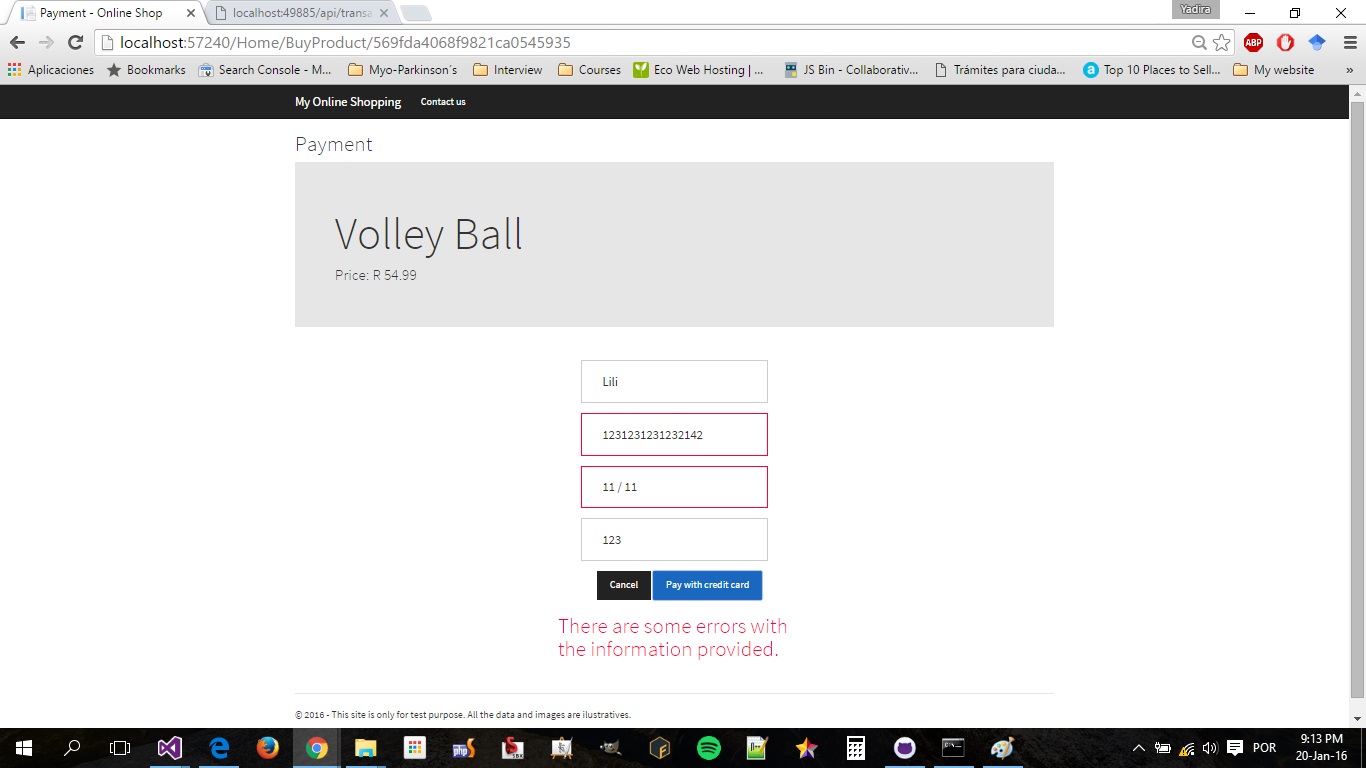 Payment - Online Shop
localhost:49885/api/transa
Yadira
localhost:57240/Home/BuyProduct/569fda4068f9821ca0545935
ABP
Aplicaciones Bookmarks Search Console - M... Myo-Parkinson´s Interview Courses Eco Web Hosting | ... JS Bin - Collaborativ... Trámites para ciuda... a Top 10 Places to Sell... My website »
My Online Shopping Contact us
Payment
Volley Ball
Price: R 54.99
Lili
1231231231232142
11 / 11
123
Cancel Pay with credit card
There are some errors with
the information provided.
© 2016 - This site is only for test purpose. All the data and images are ilustratives.
php
POR
9:13 PM
20-Jan-16